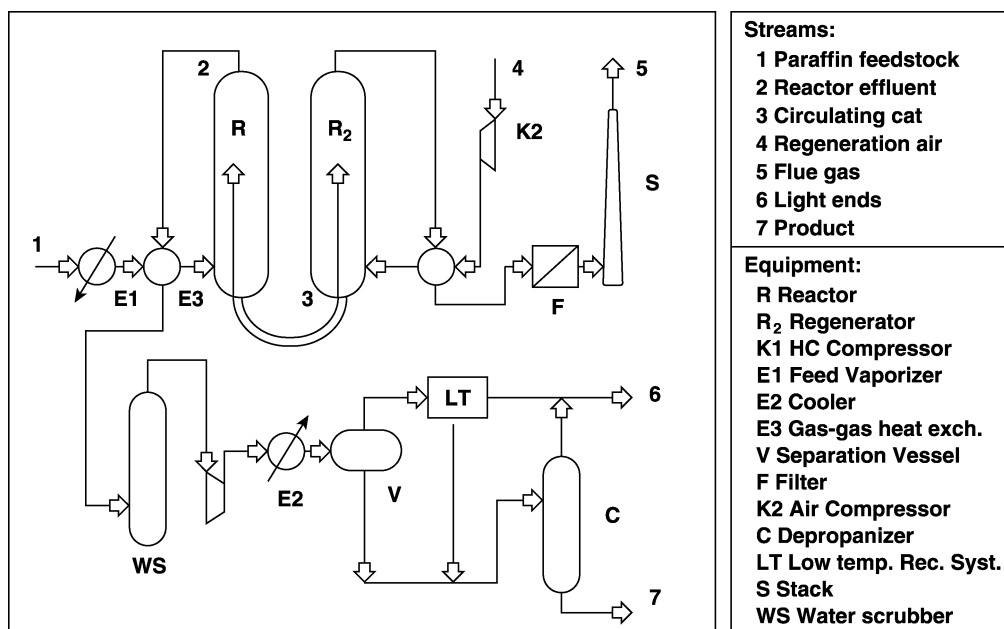 2
4
5
R
R2
K2
S
1
E1
E3
3
F
LT
6
E2
V
C
WS
7
Streams:
1 Paraffin feedstock
2 Reactor effluent
3 Circulating cat
4 Regeneration air
5 Flue gas
6 Light ends
7 Product
Equipment:
R Reactor
R2 Regenerator
K1 HC Compressor
E1 Feed Vaporizer
E2 Cooler
E3 Gas-gas heat exch.
V Separation Vessel
F Filter
K2 Air Compressor
C Depropanizer
LT Low temp. Rec. Syst.
S Stack
WS Water scrubber